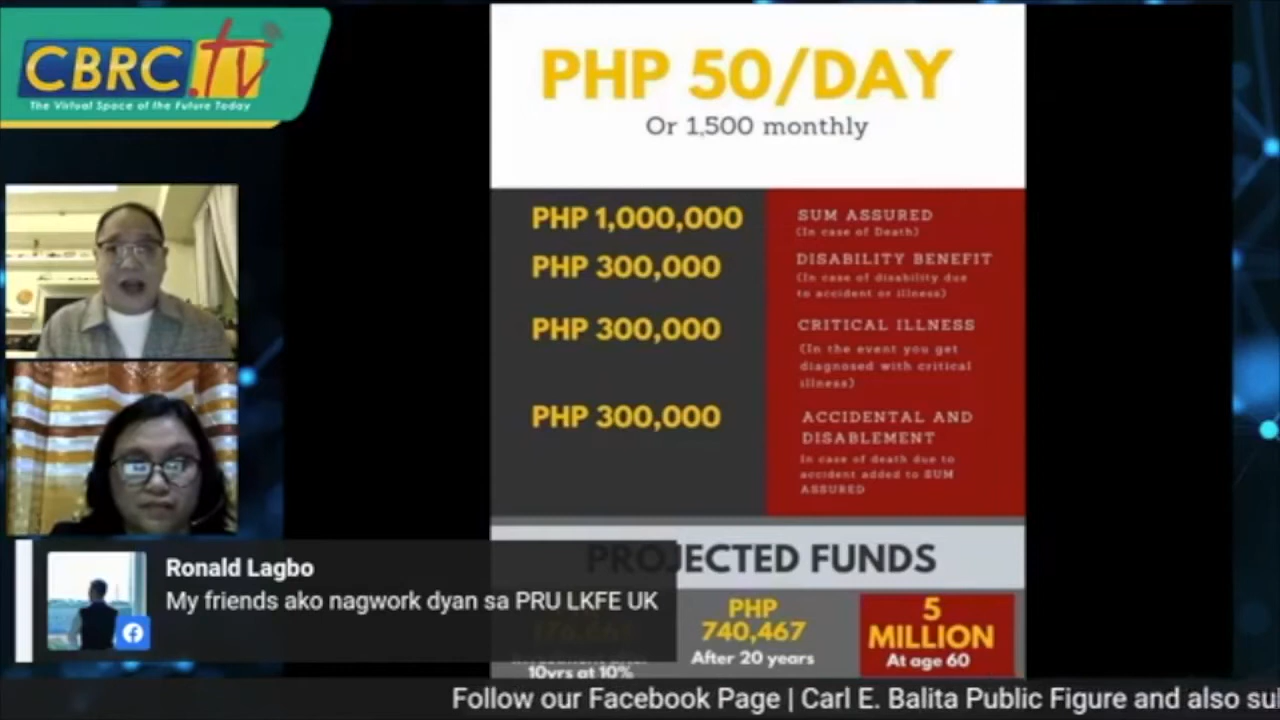 CBRC.tv
The Virtual Space of the Future Today
PHP 50/DAY
Or 1,500 monthly
PHP 1,000,000
SUM ASSURED
(In case of Death)
PHP 300,000
DISABILITY BENEFIT
(In case of disability due
to accident or illness)
PHP 300,000
CRITICAL ILLNESS
(In the event you get
diagnosed with critical
illness)
PHP 300,000
ACCIDENTAL AND
DISABLEMENT
In case of death due to
accident added to SUM
ASSURED
PROJECTED FUNDS
10yrs at 10%
PHP
740,467
After 20 years
5
MILLION
At age 60
Ronald Lagbo
My friends ako nagwork dyan sa PRU LKFE UK
Follow our Facebook Page | Carl E. Balita Public Figure and also